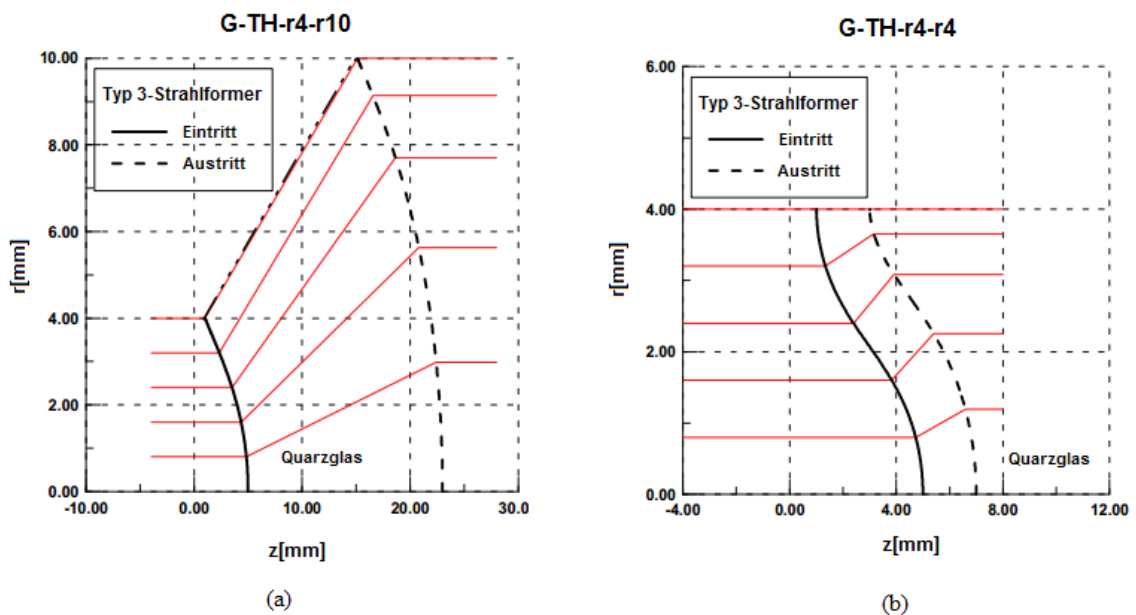 G-TH-r4-r10
10.00
8.00
6.00
4.00
2.00
0.00
r[mm]
Typ 3-Strahlformer
Eintritt
Austritt
Quarzglas
-10.00
0.00
10.00
20.00
30.0
z[mm]
(a)
G-TH-r4-r4
6.00
4.00
2.00
0.00
r[mm]
Typ 3-Strahlformer
Eintritt
Austritt
Quarzglas
-4.00
0.00
4.00
8.00
12.00
z[mm]
(b)